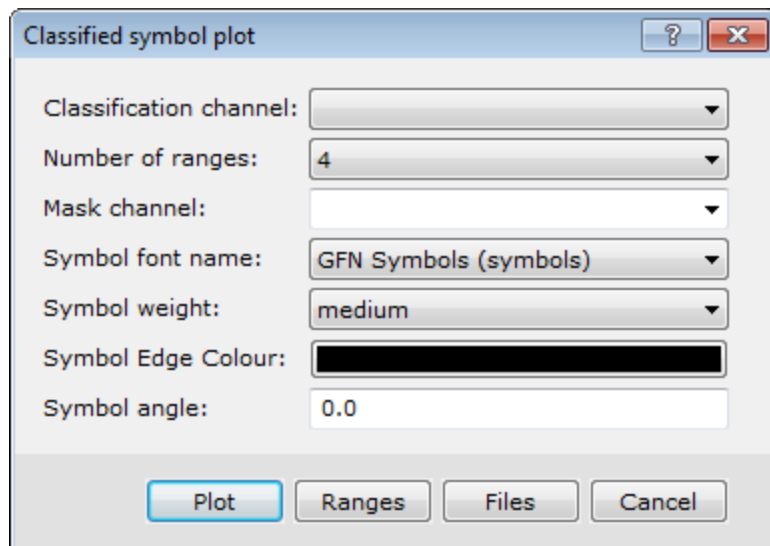 Classified symbol plot
?
Classification channel:
Number of ranges: 4
Mask channel:
Symbol font name: GFN Symbols (symbols)
Symbol weight: medium
Symbol Edge Colour:
Symbol angle: 0.0
Plot Ranges Files Cancel